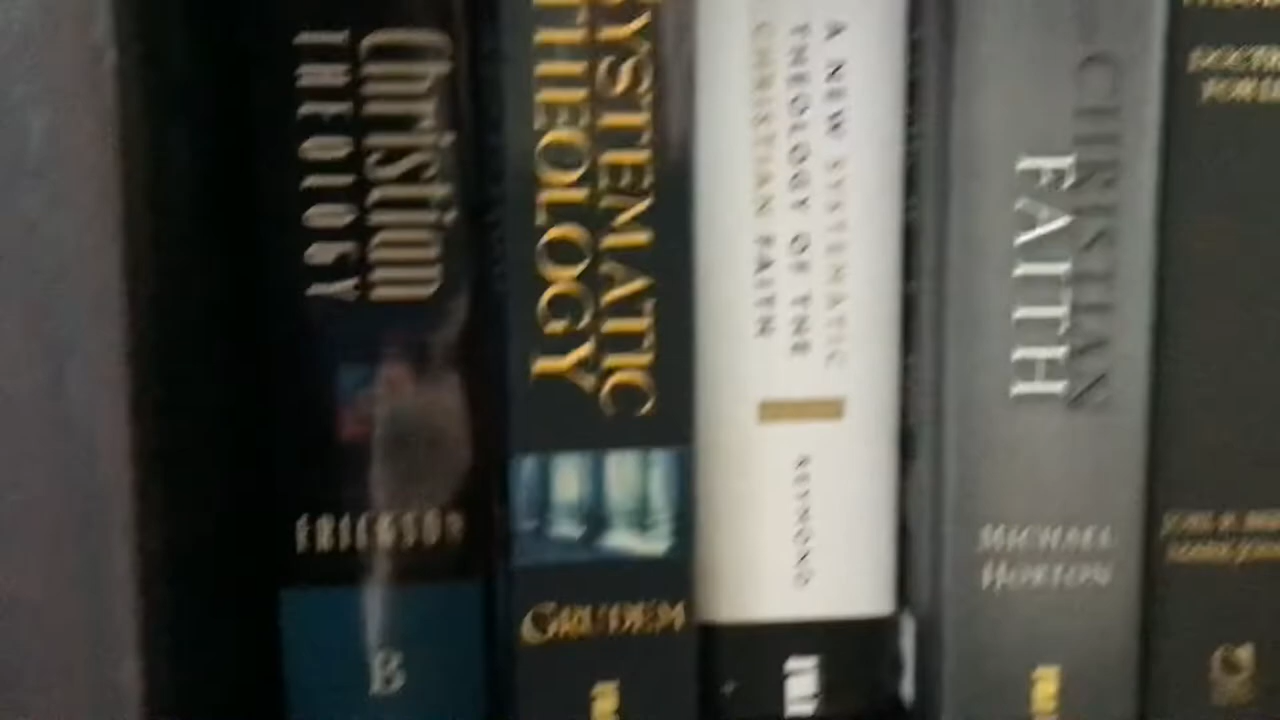 Christian
THEOLOGY
ERICKSON
B
SYSTEMATIC
THEOLOGY
GRUDEM
A NEW SYSTEMATIC
THEOLOGY OF THE
CHRISTIAN FAITH
REYMOND
CHRISTIAN
FAITH
MICHAEL
HORTON